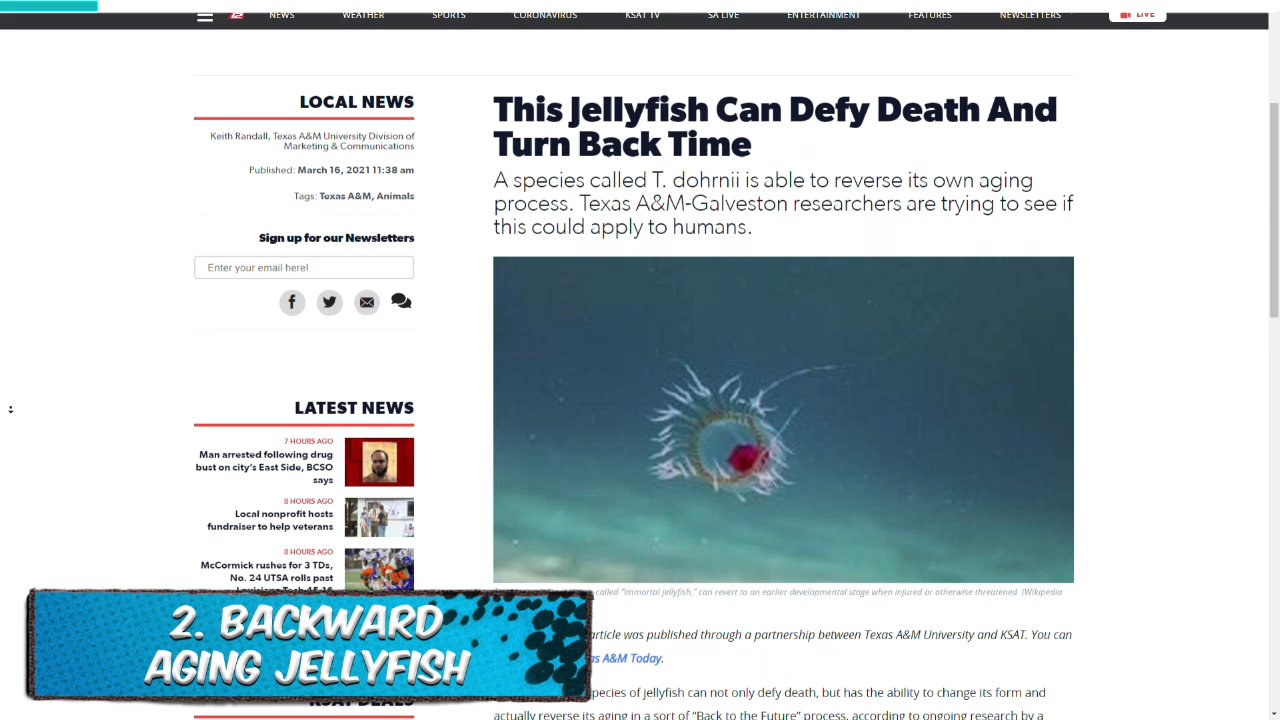 NEWS WEATHER SPORTS CORONAVIRUS KSAT TV SA LIVE ENTERTAINMENT FEATURES NEWSLETTERS LIVE
LOCAL NEWS
Keith Randall, Texas A&M University Division of
Marketing & Communications
Published: March 16, 2021 11:38 am
Tags: Texas A&M, Animals
Sign up for our Newsletters
Enter your email here!
LATEST NEWS
7 HOURS AGO
Man arrested following drug
bust on city's East Side, BCSO
says
8 HOURS AGO
Local nonprofit hosts
fundraiser to help veterans
8 HOURS AGO
McCormick rushes for 3 TDs,
No. 24 UTSA rolls past
This Jellyfish Can Defy Death And
Turn Back Time
A species called T. dohrnii is able to reverse its own aging
process. Texas A&M-Galveston researchers are trying to see if
this could apply to humans.
called "immortal jellyfish," can revert to an earlier developmental stage when injured or otherwise threatened. (Wikipedia
article was published through a partnership between Texas A&M University and KSAT. You can
A&M Today.
species of jellyfish can not only defy death, but has the ability to change its form and
actually reverse its aging in a sort of "Back to the Future" process, according to ongoing research by a
2. BACKWARD
AGING JELLYFISH